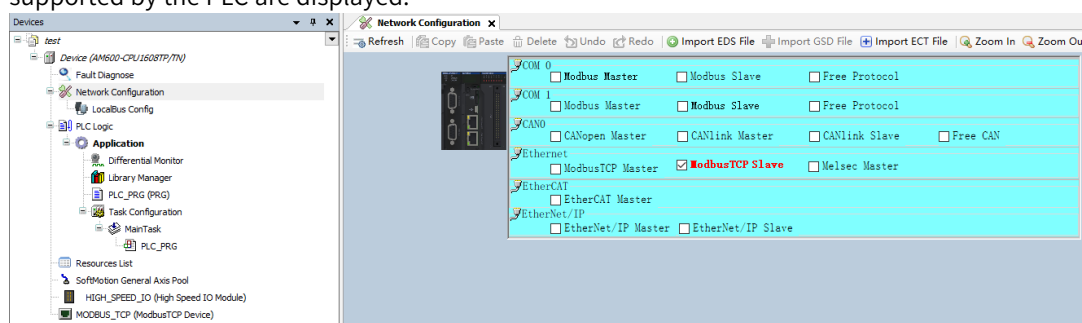 supported by the PLC are displayed.
Devices
test
Device (AM600-CPU1608TP/TN)
Fault Diagnose
Network Configuration
LocalBus Config
PLC Logic
Application
Differential Monitor
Library Manager
PLC_PRG (PRG)
Task Configuration
MainTask
PLC_PRG
Resources List
SoftMotion General Axis Pool
HIGH_SPEED_IO (High Speed IO Module)
MODBUS_TCP (ModbusTCP Device)
Network Configuration
Refresh Copy Paste Delete Undo Redo Import EDS File Import GSD File Import ECT File Zoom In Zoom Ou
COM 0
Modbus Master Modbus Slave Free Protocol
COM 1
Modbus Master Modbus Slave Free Protocol
CAN0
CANopen Master CANlink Master CANlink Slave Free CAN
Ethernet
ModbusTCP Master ModbusTCP Slave Melsec Master
EtherCAT
EtherCAT Master
EtherNet/IP
EtherNet/IP Master EtherNet/IP Slave